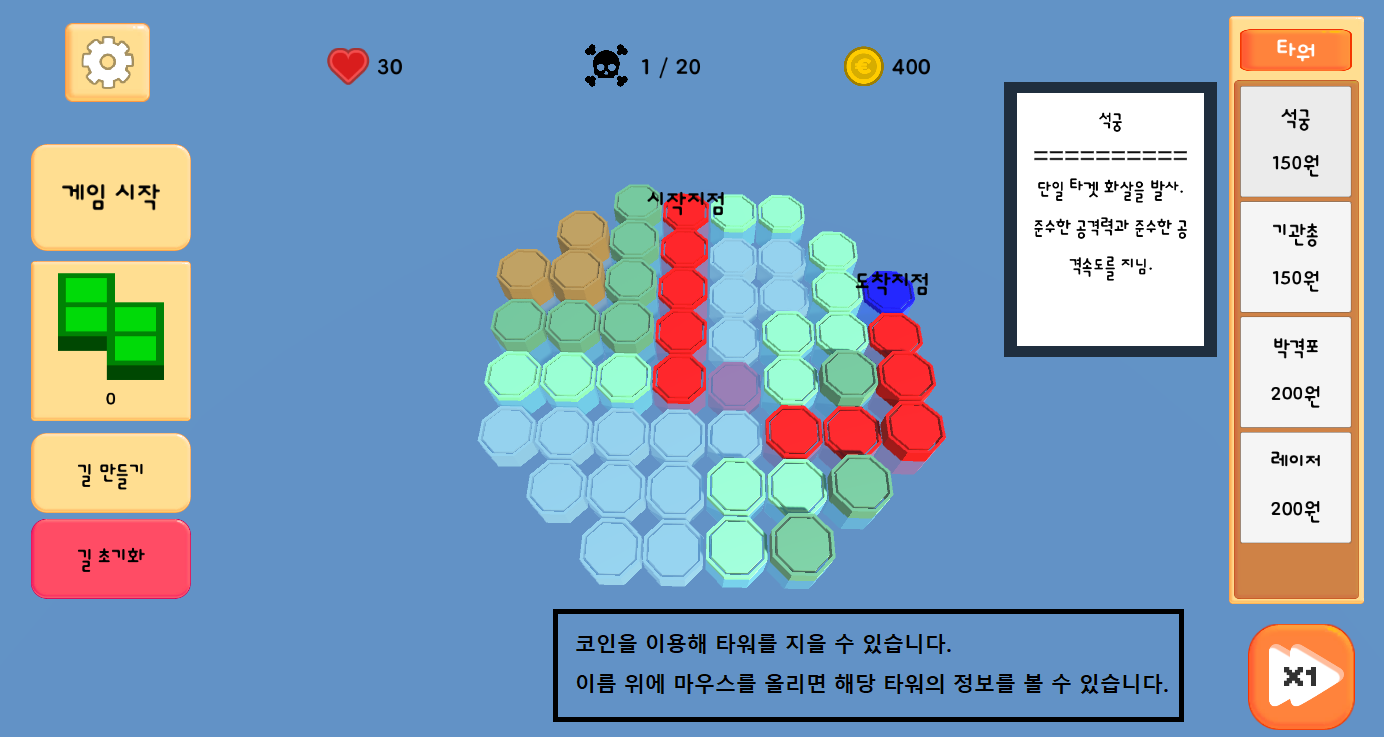 30
1 / 20
400
타워
석궁
150원
기관총
150원
박격포
200원
레이저
200원
X1
게임 시작
0
길 만들기
길 초기화
시작지점
도착지점
석궁
==========
단일 타겟 화살을 발사.
준수한 공격력과 준수한 공
격속도를 지님.
코인을 이용해 타워를 지을 수 있습니다.
이름 위에 마우스를 올리면 해당 타워의 정보를 볼 수 있습니다.